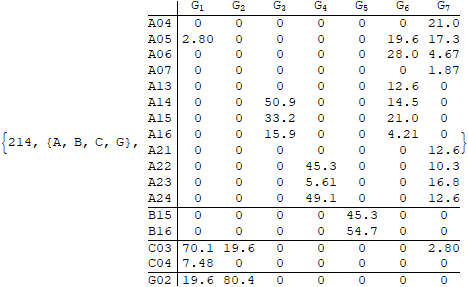 G₁ G₂ G₃ G₄ G₅ G₆ G₇
A04 0 0 0 0 0 0 21.0
A05 2.80 0 0 0 0 19.6 17.3
A06 0 0 0 0 0 28.0 4.67
A07 0 0 0 0 0 0 1.87
A13 0 0 0 0 0 12.6 0
A14 0 0 50.9 0 0 14.5 0
A15 0 0 33.2 0 0 21.0 0
A16 0 0 15.9 0 0 4.21 0
{214, {A, B, C, G}, A21 0 0 0 0 0 0 12.6}
A22 0 0 0 45.3 0 0 10.3
A23 0 0 0 5.61 0 0 16.8
A24 0 0 0 49.1 0 0 12.6
B15 0 0 0 0 45.3 0 0
B16 0 0 0 0 54.7 0 0
C03 70.1 19.6 0 0 0 0 2.80
C04 7.48 0 0 0 0 0 0
G02 19.6 80.4 0 0 0 0 0